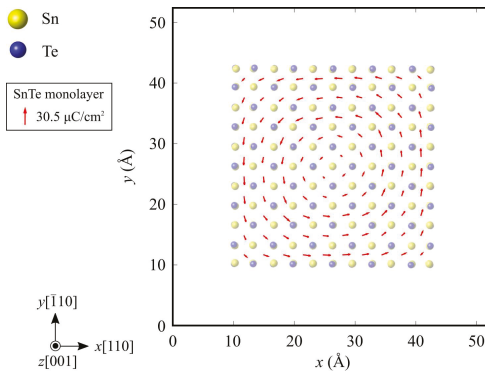 Sn
Te
SnTe monolayer
30.5 μC/cm²
y[1̄10]
x[110]
z[001]
y (Å)
50
40
30
20
10
0
0
10
20
30
40
50
x (Å)